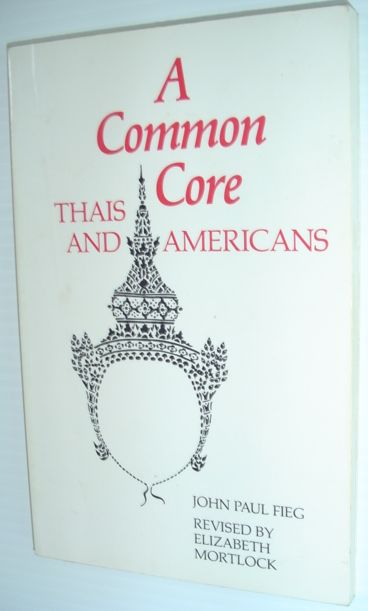 A
Common
Core
THAIS
AND AMERICANS
JOHN PAUL FIEG
REVISED BY
ELIZABETH
MORTLOCK